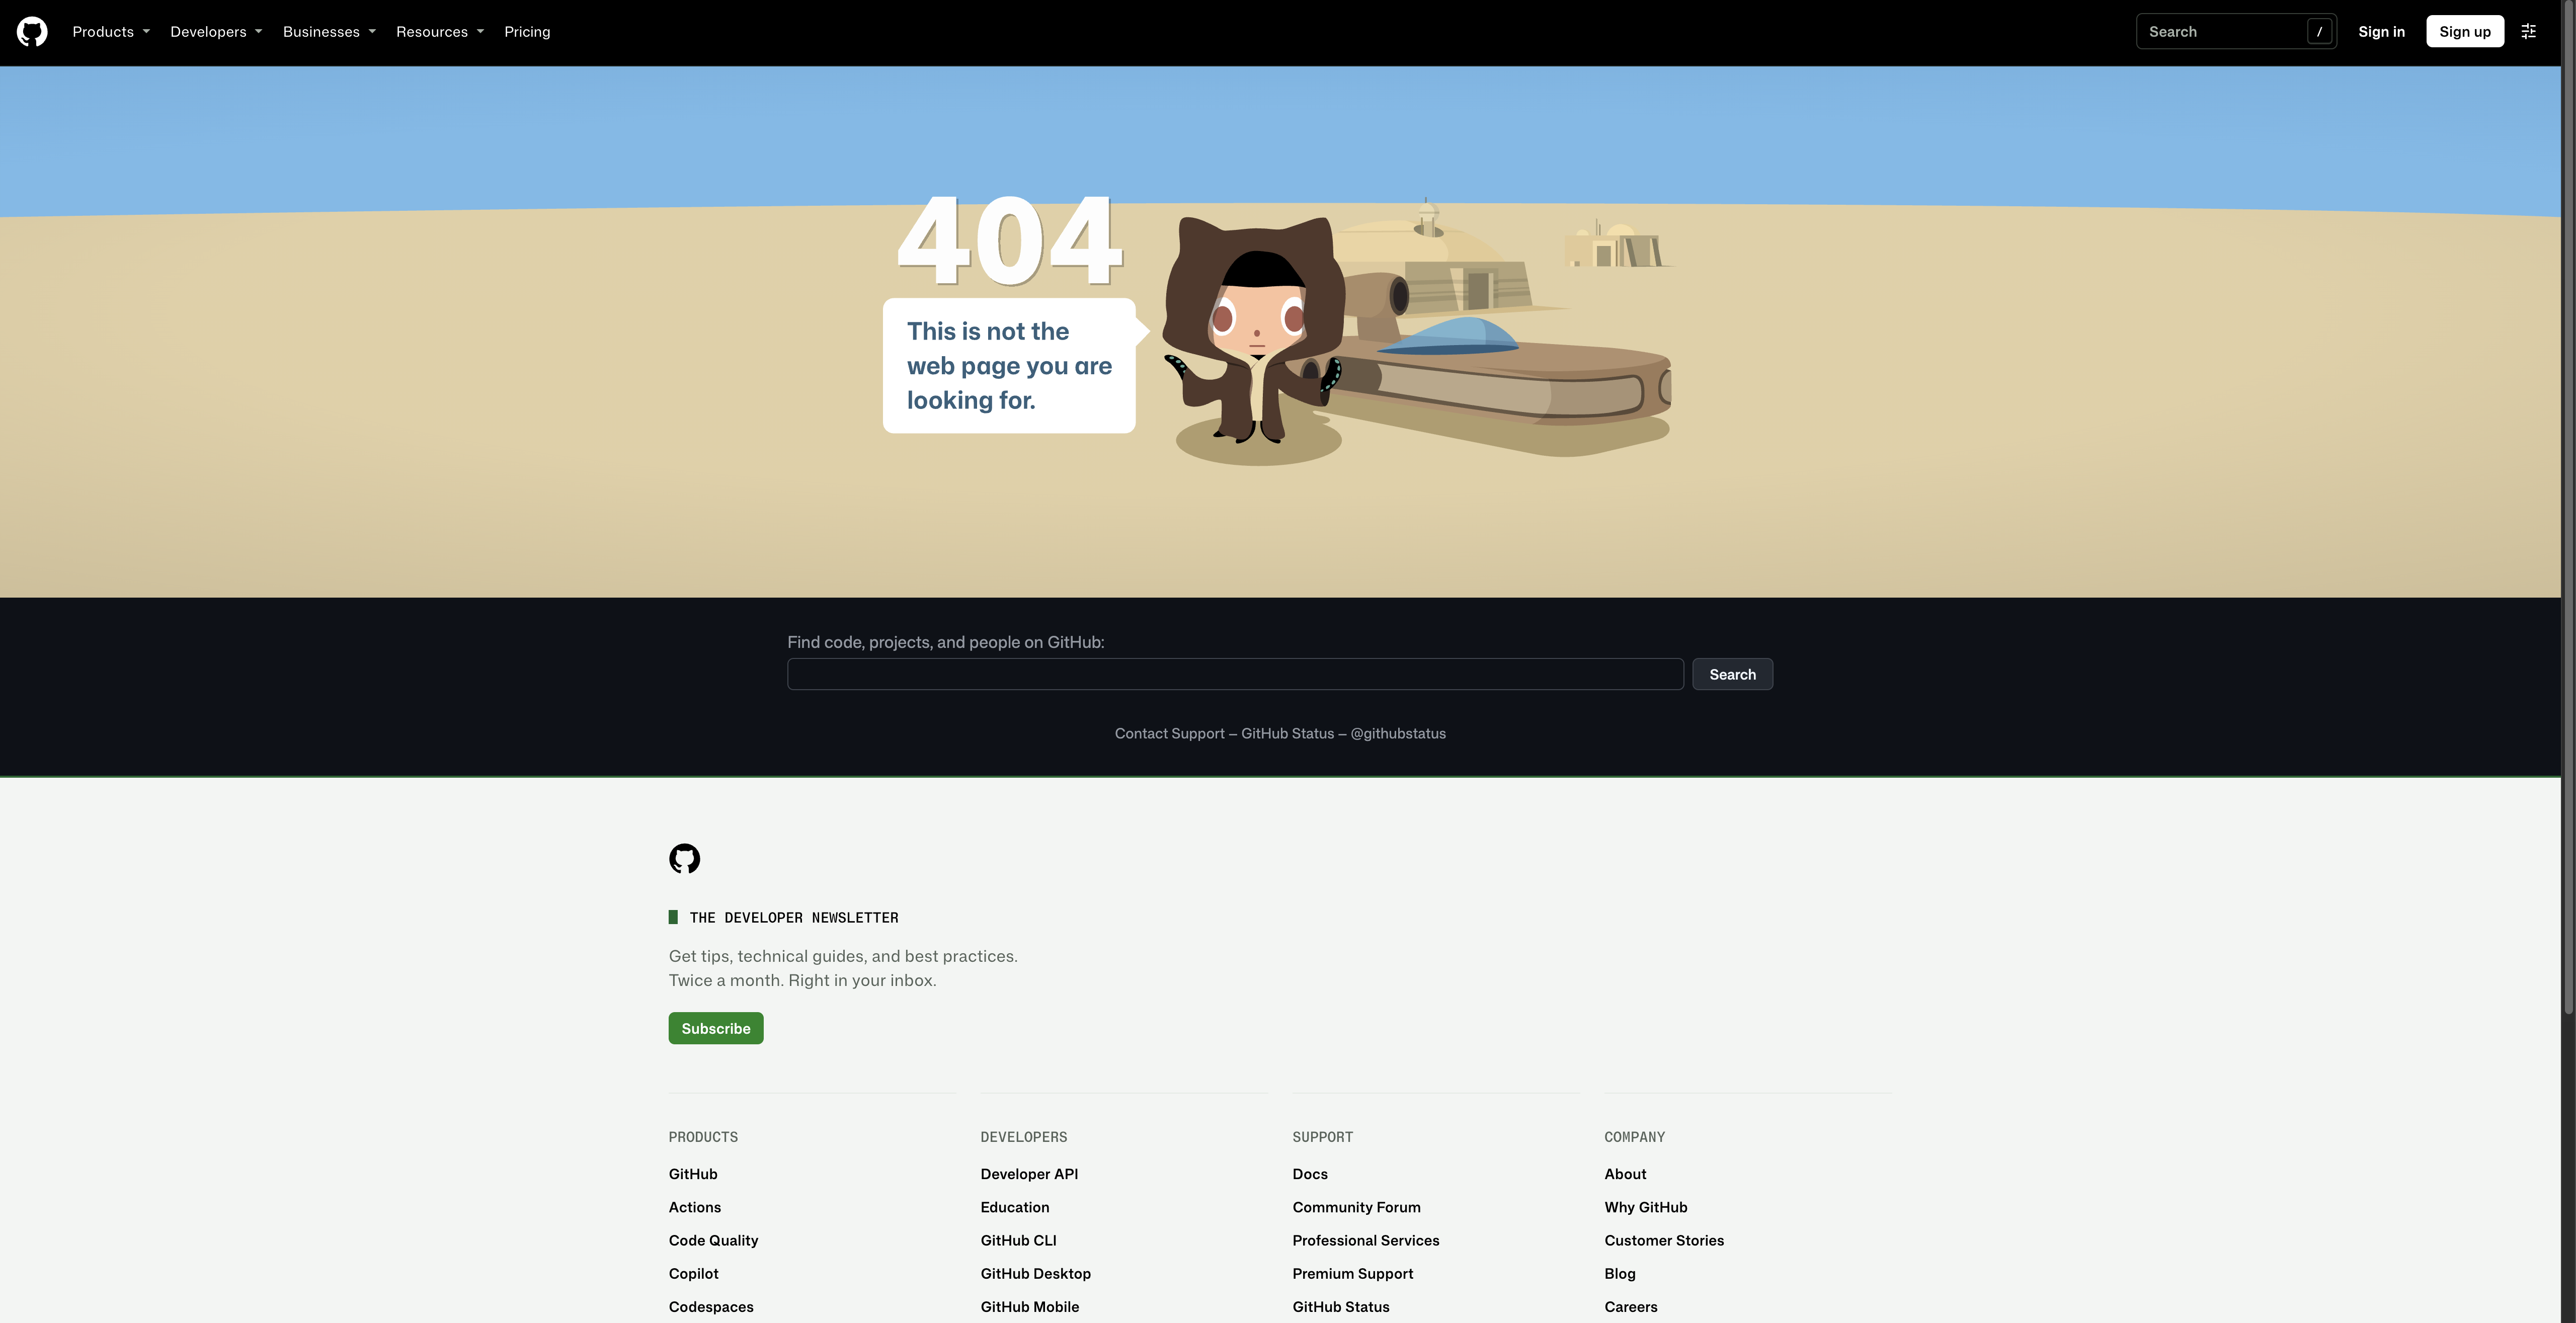 Products Developers Businesses Resources Pricing Search / Sign in Sign up
404
This is not the
web page you are
looking for.
Find code, projects, and people on GitHub:
Search
Contact Support – GitHub Status – @githubstatus
THE DEVELOPER NEWSLETTER
Get tips, technical guides, and best practices.
Twice a month. Right in your inbox.
Subscribe
PRODUCTS
GitHub
Actions
Code Quality
Copilot
Codespaces
DEVELOPERS
Developer API
Education
GitHub CLI
GitHub Desktop
GitHub Mobile
SUPPORT
Docs
Community Forum
Professional Services
Premium Support
GitHub Status
COMPANY
About
Why GitHub
Customer Stories
Blog
Careers